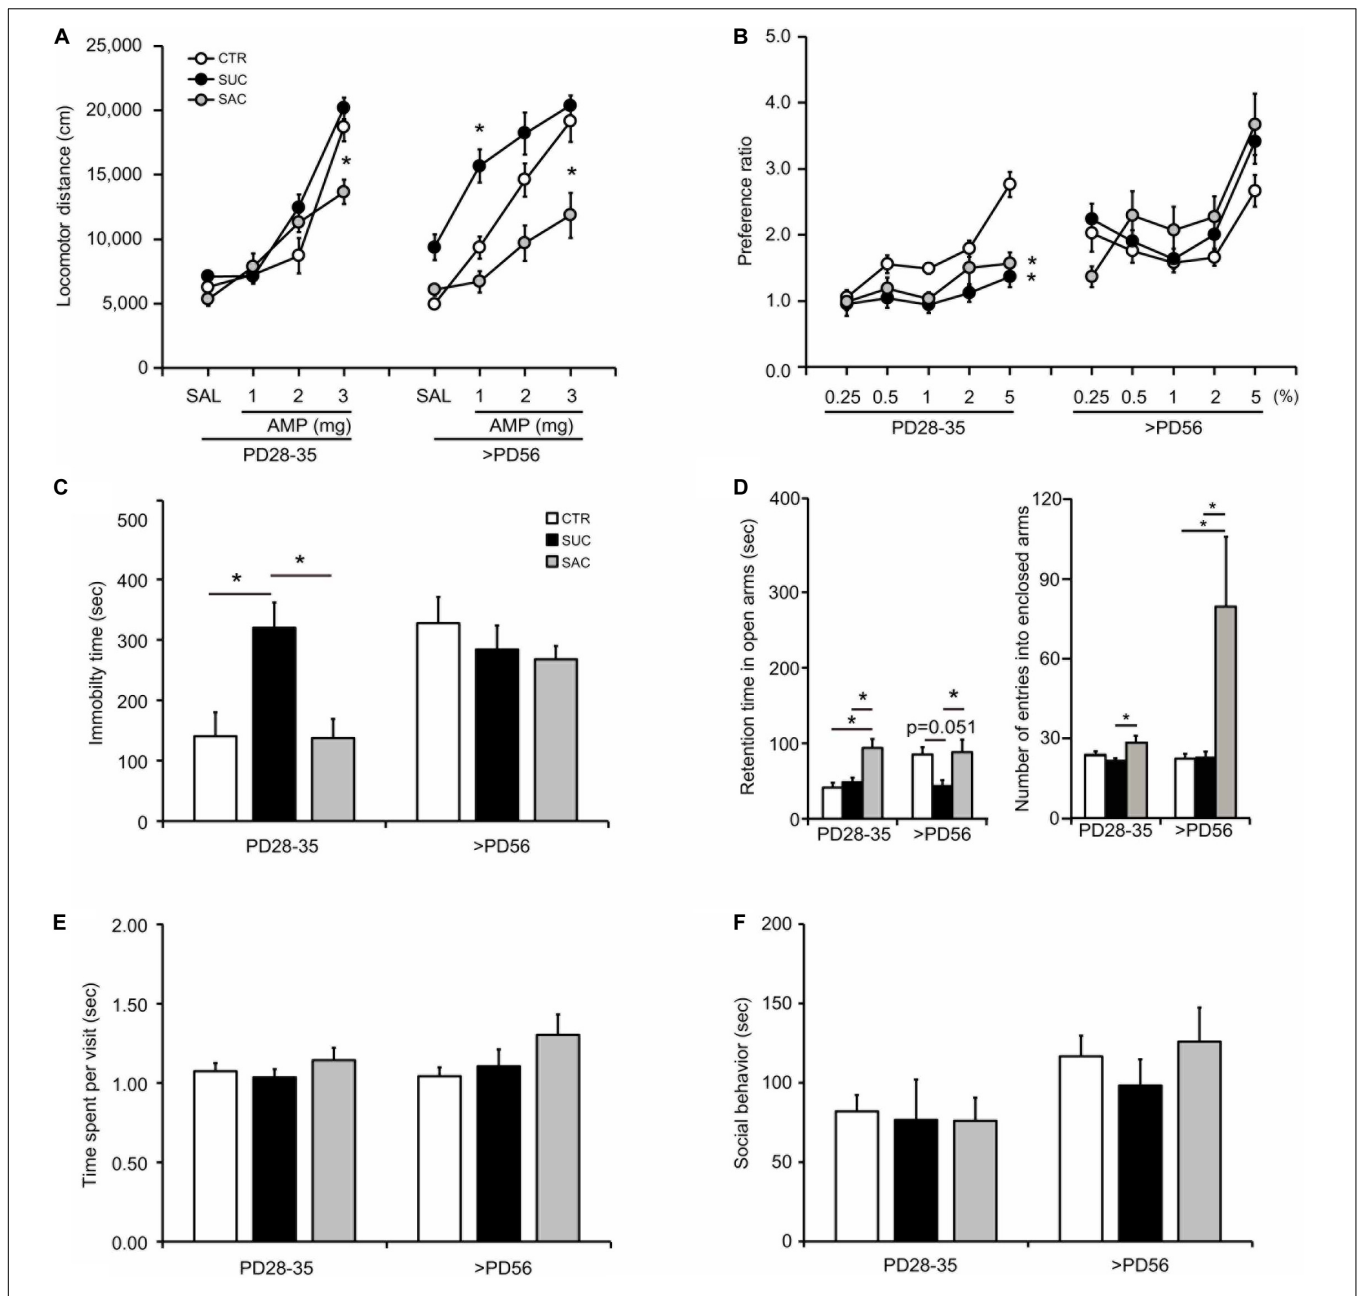 A
25,000
20,000
15,000
10,000
5,000
0
Locomotor distance (cm)
CTR
SUC
SAC
*
*
*
SAL 1 2 3 SAL 1 2 3
AMP (mg) AMP (mg)
PD28-35 >PD56
B
5.0
4.0
3.0
2.0
1.0
0.0
Preference ratio
*
*
0.25 0.5 1 2 5 0.25 0.5 1 2 5 (%)
PD28-35 >PD56
C
500
400
300
200
100
0
Immobilty time (sec)
CTR
SUC
SAC
* *
PD28-35 >PD56
D
400
300
200
100
0
Retention time in open arms (sec)
* *
*
p=0.051
PD28-35 >PD56
120
90
60
30
0
Number of entries into enclosed arms
*
*
*
PD28-35 >PD56
E
2.00
1.50
1.00
0.50
0.00
Time spent per visit (sec)
PD28-35 >PD56
F
200
150
100
50
0
Social behavior (sec)
PD28-35 >PD56